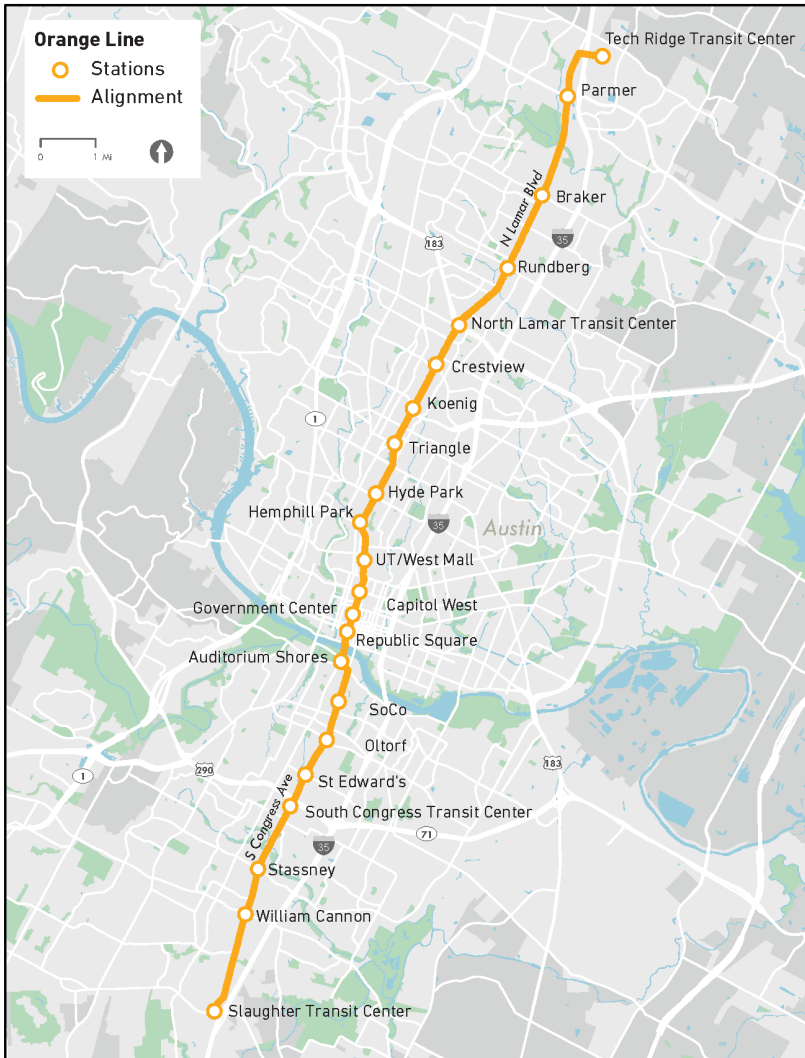 Orange Line
Stations
Alignment
0 1 Mi
Tech Ridge Transit Center
Parmer
N Lamar Blvd
Braker
183
35
Rundberg
North Lamar Transit Center
Crestview
Koenig
1
Triangle
Hyde Park
Hemphill Park
35
Austin
UT/West Mall
Government Center
Capitol West
Republic Square
Auditorium Shores
SoCo
Oltorf
1
290
183
St Edward's
S Congress Ave
South Congress Transit Center
71
35
Stassney
William Cannon
Slaughter Transit Center